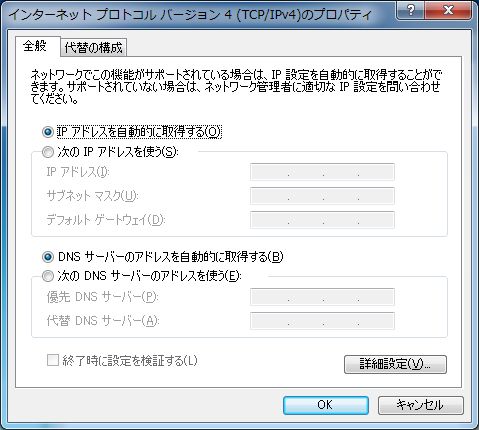 インターネット プロトコル バージョン 4 (TCP/IPv4)のプロパティ
全般
代替の構成
ネットワークでこの機能がサポートされている場合は、IP 設定を自動的に取得することがで
きます。サポートされていない場合は、ネットワーク管理者に適切な IP 設定を問い合わせ
てください。
IP アドレスを自動的に取得する(O)
次の IP アドレスを使う(S):
IP アドレス(I):
サブネット マスク(U):
デフォルト ゲートウェイ(D):
DNS サーバーのアドレスを自動的に取得する(B)
次の DNS サーバーのアドレスを使う(E):
優先 DNS サーバー(P):
代替 DNS サーバー(A):
終了時に設定を検証する(L)
詳細設定(V)...
OK
キャンセル